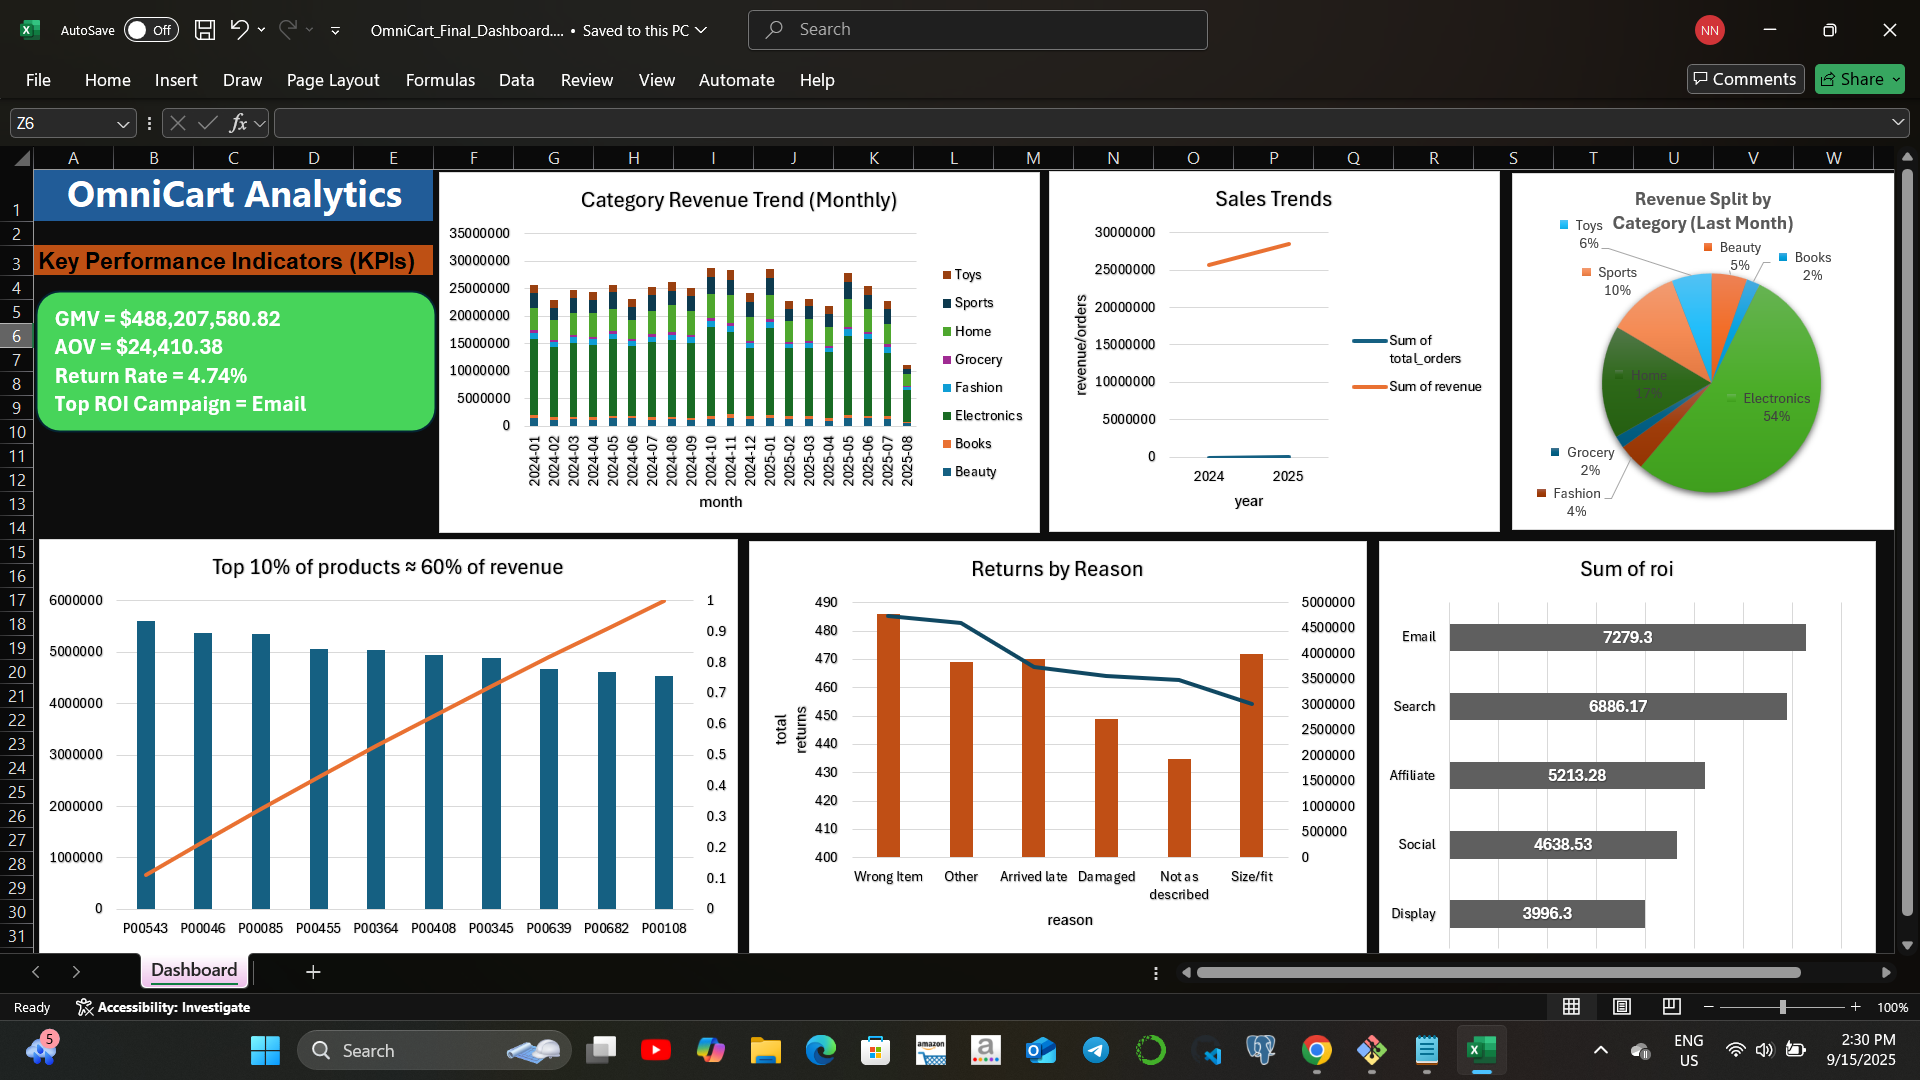 AutoSave
Off
OmniCart_Final_Dashboard.... • Saved to this PC
Search
NN
File
Home
Insert
Draw
Page Layout
Formulas
Data
Review
View
Automate
Help
Comments
Share
Z6
fx
A B C D E F G H I J K L M N O P Q R S T U V W
1
2
3
4
5
6
7
8
9
10
11
12
13
14
15
16
17
18
19
20
21
22
23
24
25
26
27
28
29
30
31
OmniCart Analytics
Key Performance Indicators (KPIs)
GMV = $488,207,580.82
AOV = $24,410.38
Return Rate = 4.74%
Top ROI Campaign = Email
Category Revenue Trend (Monthly)
35000000
30000000
25000000
20000000
15000000
10000000
5000000
0
2024-01
2024-02
2024-03
2024-04
2024-05
2024-06
2024-07
2024-08
2024-09
2024-10
2024-11
2024-12
2025-01
2025-02
2025-03
2025-04
2025-05
2025-06
2025-07
2025-08
month
Toys
Sports
Home
Grocery
Fashion
Electronics
Books
Beauty
Sales Trends
revenue/orders
30000000
25000000
20000000
15000000
10000000
5000000
0
2024
2025
year
Sum of
total_orders
Sum of revenue
Revenue Split by
Category (Last Month)
Toys
6%
Beauty
5%
Books
2%
Sports
10%
Home
17%
Electronics
54%
Grocery
2%
Fashion
4%
Top 10% of products ≈ 60% of revenue
6000000
5000000
4000000
3000000
2000000
1000000
0
1
0.9
0.8
0.7
0.6
0.5
0.4
0.3
0.2
0.1
0
P00543
P00046
P00085
P00455
P00364
P00408
P00345
P00639
P00682
P00108
Returns by Reason
total
returns
490
480
470
460
450
440
430
420
410
400
5000000
4500000
4000000
3500000
3000000
2500000
2000000
1500000
1000000
500000
0
Wrong Item
Other
Arrived late
Damaged
Not as
described
Size/fit
reason
Sum of roi
Email
7279.3
Search
6886.17
Affiliate
5213.28
Social
4638.53
Display
3996.3
Dashboard
Ready
Accessibility: Investigate
100%
5
Search
amazon
a
ENG
US
2:30 PM
9/15/2025